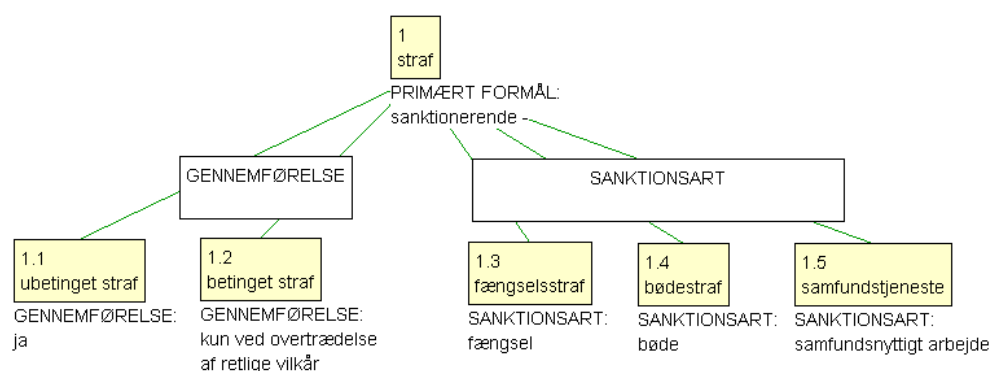 1
straf
PRIMÆRT FORMÅL:
sanktionerende -
GENNEMFØRELSE
SANKTIONSART
1.1
ubetinget straf
GENNEMFØRELSE:
ja
1.2
betinget straf
GENNEMFØRELSE:
kun ved overtrædelse
af retlige vilkår
1.3
fængselsstraf
SANKTIONSART:
fængsel
1.4
bødestraf
SANKTIONSART:
bøde
1.5
samfundstjeneste
SANKTIONSART:
samfundsnyttigt arbejde